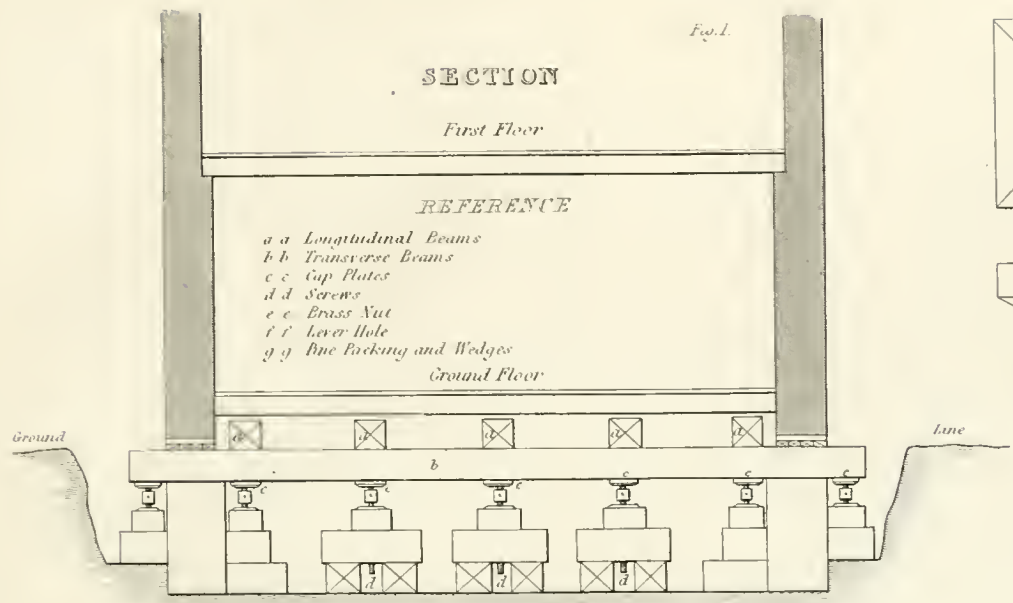 Fig. 1.
SECTION
First Floor
REFERENCE
a a Longitudinal Beams
b b Transverse Beams
c c Cap Plates
d d Screws
e e Brass Nut
f f Lever Hole
g g Pine Packing and Wedges
Ground Floor
Ground Line
a a a a a
b c c c
c c c c
d d d